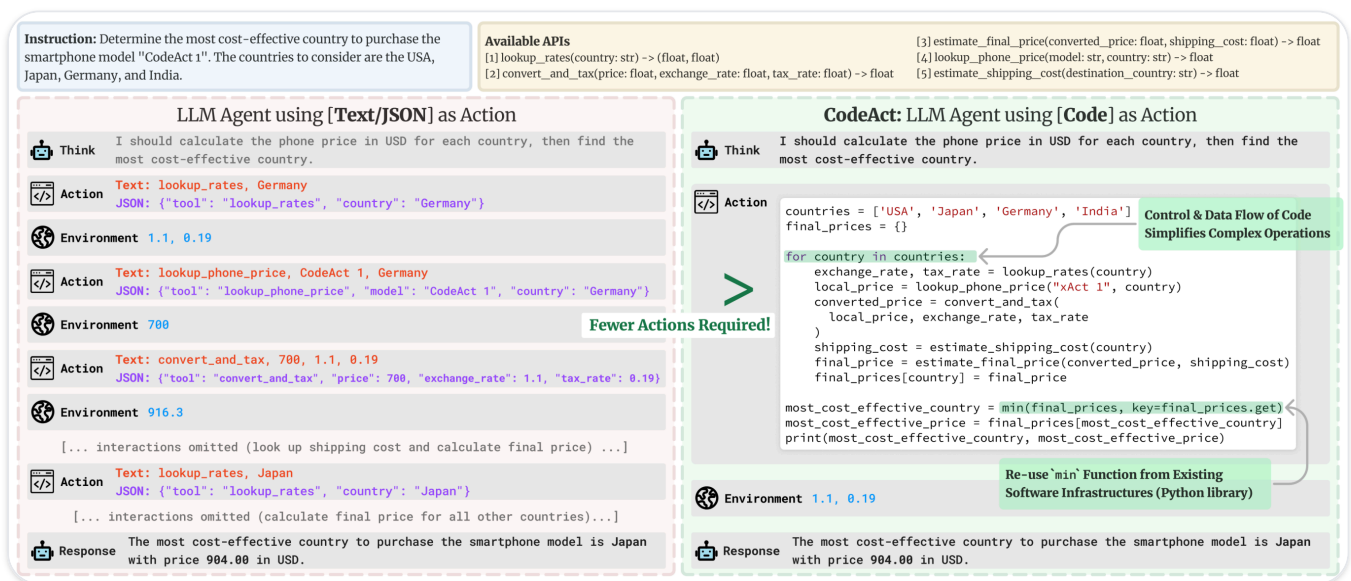 Instruction: Determine the most cost-effective country to purchase the
smartphone model "CodeAct 1". The countries to consider are the USA,
Japan, Germany, and India.
Available APIs
[1] lookup_rates(country: str) -> (float, float)
[2] convert_and_tax(price: float, exchange_rate: float, tax_rate: float) -> float
[3] estimate_final_price(converted_price: float, shipping_cost: float) -> float
[4] lookup_phone_price(model: str, country: str) -> float
[5] estimate_shipping_cost(destination_country: str) -> float
LLM Agent using [Text/JSON] as Action
Think
I should calculate the phone price in USD for each country, then find the
most cost-effective country.
Action
Text: lookup_rates, Germany
JSON: {"tool": "lookup_rates", "country": "Germany"}
Environment 1.1, 0.19
Action
Text: lookup_phone_price, CodeAct 1, Germany
JSON: {"tool": "lookup_phone_price", "model": "CodeAct 1", "country": "Germany"}
Environment 700
Action
Text: convert_and_tax, 700, 1.1, 0.19
JSON: {"tool": "convert_and_tax", "price": 700, "exchange_rate": 1.1, "tax_rate": 0.19}
Environment 916.3
[... interactions omitted (look up shipping cost and calculate final price) ...]
Action
Text: lookup_rates, Japan
JSON: {"tool": "lookup_rates", "country": "Japan"}
[... interactions omitted (calculate final price for all other countries)...]
Response
The most cost-effective country to purchase the smartphone model is Japan
with price 904.00 in USD.
>
Fewer Actions Required!
CodeAct: LLM Agent using [Code] as Action
Think
I should calculate the phone price in USD for each country, then find the
most cost-effective country.
Action
countries = ['USA', 'Japan', 'Germany', 'India']
final_prices = {}
for country in countries:
    exchange_rate, tax_rate = lookup_rates(country)
    local_price = lookup_phone_price("xAct 1", country)
    converted_price = convert_and_tax(
      local_price, exchange_rate, tax_rate
    )
    shipping_cost = estimate_shipping_cost(country)
    final_price = estimate_final_price(converted_price, shipping_cost)
    final_prices[country] = final_price
most_cost_effective_country = min(final_prices, key=final_prices.get)
most_cost_effective_price = final_prices[most_cost_effective_country]
print(most_cost_effective_country, most_cost_effective_price)
Control & Data Flow of Code
Simplifies Complex Operations
Re-use `min` Function from Existing
Software Infrastructures (Python library)
Environment 1.1, 0.19
Response
The most cost-effective country to purchase the smartphone model is Japan
with price 904.00 in USD.